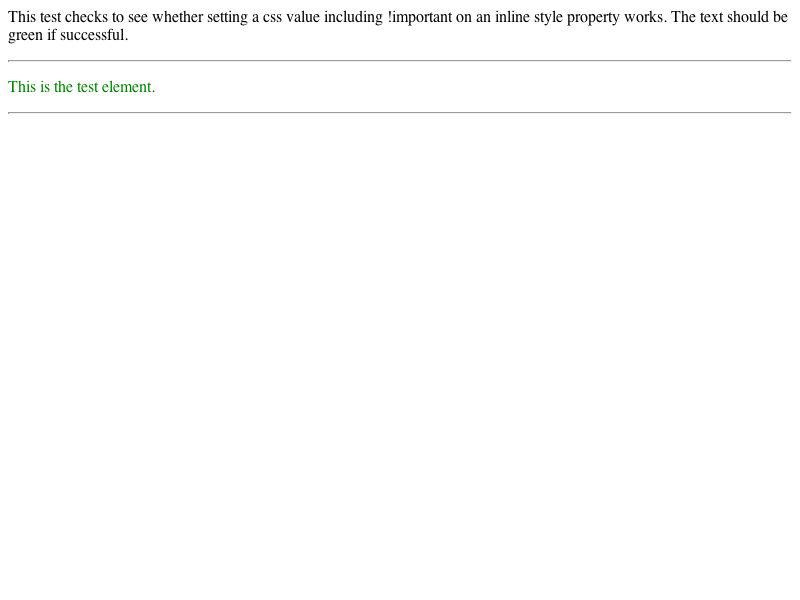 This test checks to see whether setting a css value including !important on an inline style property works. The text should be
green if successful.
This is the test element.